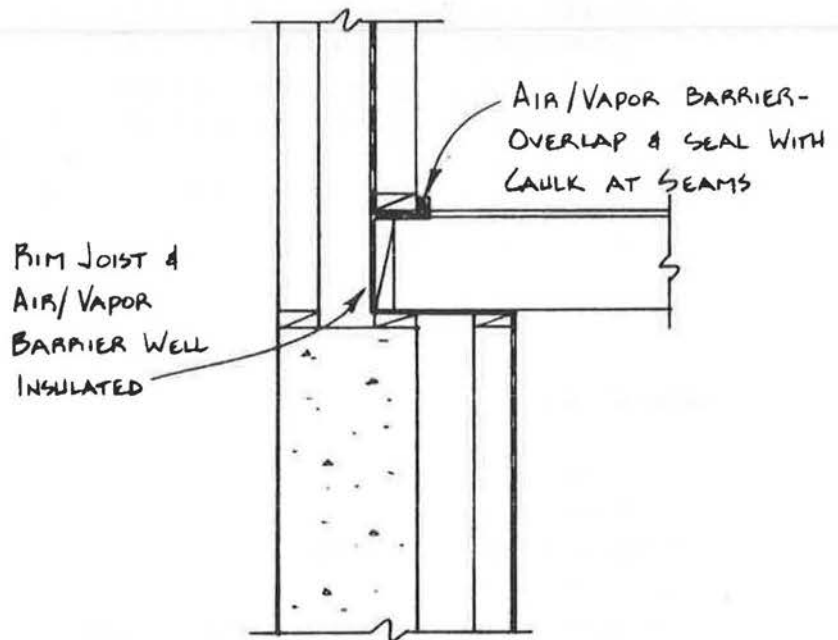 AIR/VAPOR BARRIER-
OVERLAP & SEAL WITH
CAULK AT SEAMS
RIM JOIST &
AIR/VAPOR
BARRIER WELL
INSULATED